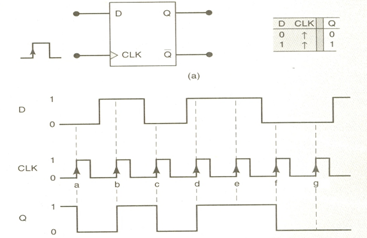 D Q
CLK Q̅
D CLK Q
0 ↑ 0
1 ↑ 1
(a)
D 1
0
CLK 1
0
a b c d e f g
Q 1
0